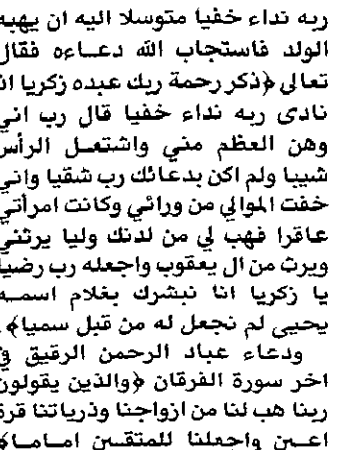 ربه نداء خفيا متوسلا اليه ان يهبه
الولد فاستجاب الله دعاءه فقال
تعالى ﴿ذكر رحمة ربك عبده زكريا اذ
نادى ربه نداء خفيا قال رب اني
وهن العظم مني واشتعل الرأس
شيبا ولم اكن بدعائك رب شقيا واني
خفت الموالي من ورائي وكانت امرأتي
عاقرا فهب لي من لدنك وليا يرثني
ويرث من ال يعقوب واجعله رب رضيا
يا زكريا انا نبشرك بغلام اسمه
يحيى لم نجعل له من قبل سميا﴾.
ودعاء عباد الرحمن الرقيق في
اخر سورة الفرقان ﴿والذين يقولون
ربنا هب لنا من ازواجنا وذرياتنا قرة
اعين واجعلنا للمتقين اماما﴾